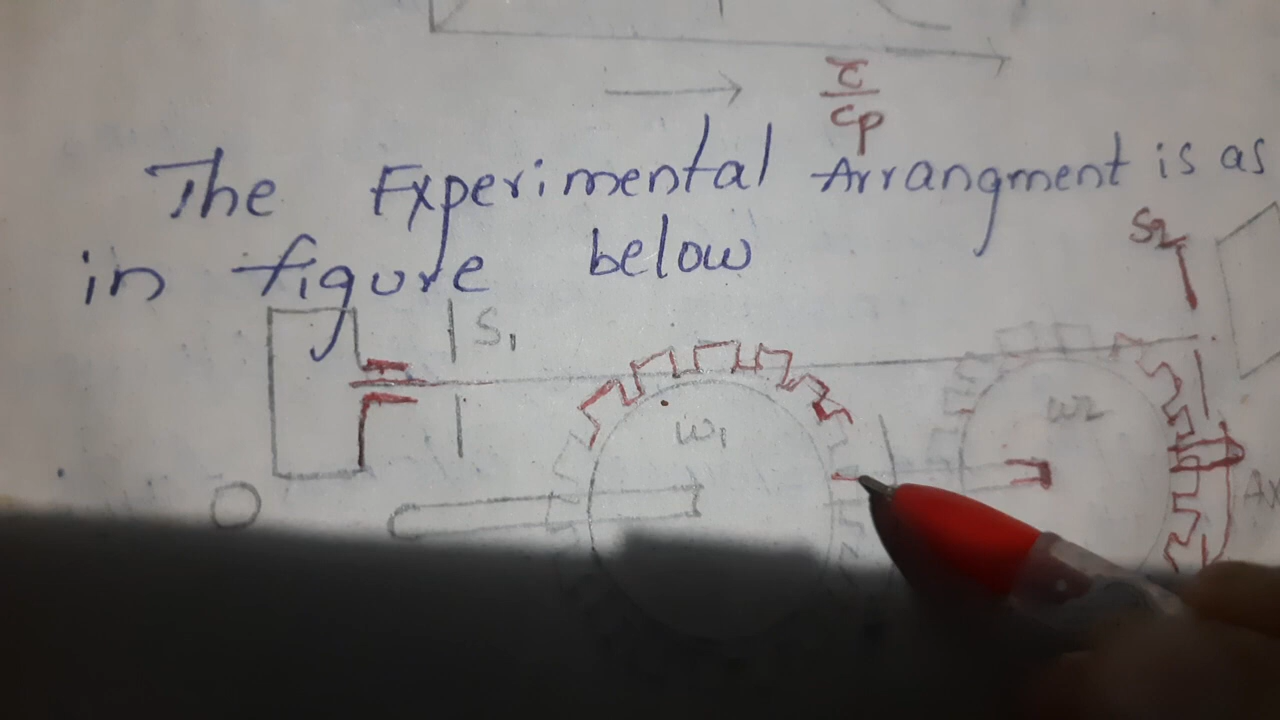 c̄
cp
The Experimental Arrangment is as
in figure below
S2
S1
w1
w2